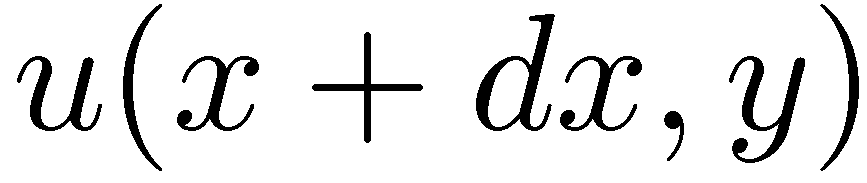 u(x + dx, y)